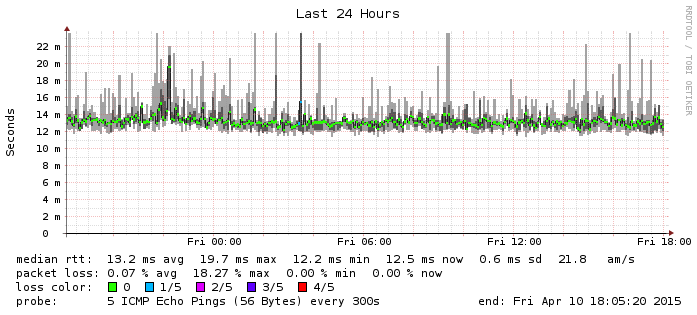 Last 24 Hours
RRDTOOL / TOBI OETIKER
Seconds
22 m
20 m
18 m
16 m
14 m
12 m
10 m
8 m
6 m
4 m
2 m
0
Fri 00:00 Fri 06:00 Fri 12:00 Fri 18:00
median rtt: 13.2 ms avg 19.7 ms max 12.2 ms min 12.5 ms now 0.6 ms sd 21.8 am/s
packet loss: 0.07 % avg 18.27 % max 0.00 % min 0.00 % now
loss color: 0 1/5 2/5 3/5 4/5
probe: 5 ICMP Echo Pings (56 Bytes) every 300s end: Fri Apr 10 18:05:20 2015